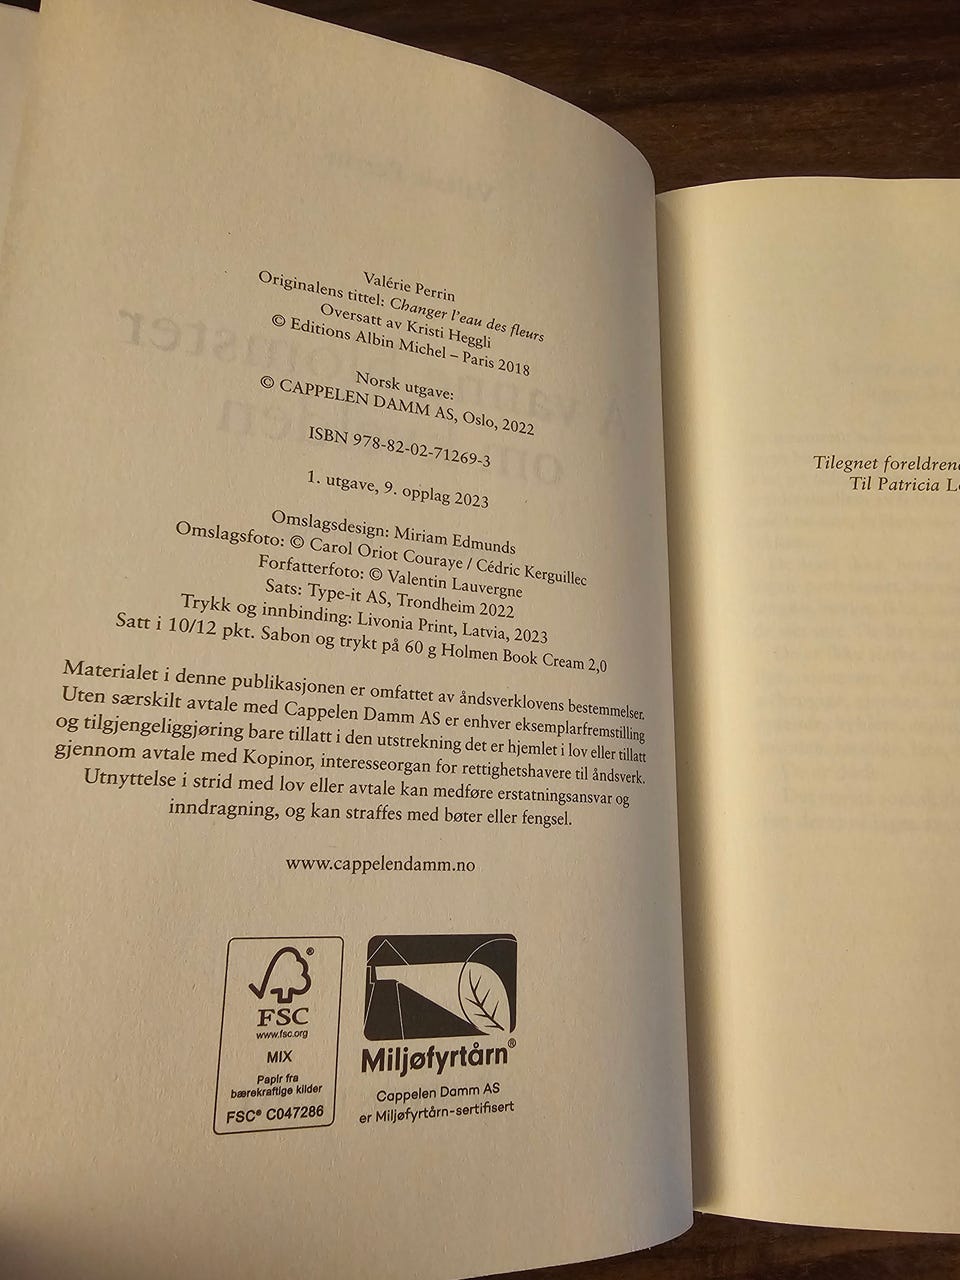 Valérie Perrin
Originalens tittel: Changer l'eau des fleurs
Oversatt av Kristi Heggli
© Editions Albin Michel – Paris 2018
Norsk utgave:
© CAPPELEN DAMM AS, Oslo, 2022
ISBN 978-82-02-71269-3
1. utgave, 9. opplag 2023
Omslagsdesign: Miriam Edmunds
Omslagsfoto: © Carol Oriot Couraye / Cédric Kerguillec
Forfatterfoto: © Valentin Lauvergne
Sats: Type-it AS, Trondheim 2022
Trykk og innbinding: Livonia Print, Latvia, 2023
Satt i 10/12 pkt. Sabon og trykt på 60 g Holmen Book Cream 2,0
Materialet i denne publikasjonen er omfattet av åndsverklovens bestemmelser.
Uten særskilt avtale med Cappelen Damm AS er enhver eksemplarfremstilling
og tilgjengeliggjøring bare tillatt i den utstrekning det er hjemlet i lov eller tillatt
gjennom avtale med Kopinor, interesseorgan for rettighetshavere til åndsverk.
Utnyttelse i strid med lov eller avtale kan medføre erstatningsansvar og
inndragning, og kan straffes med bøter eller fengsel.
www.cappelendamm.no
FSC
www.fsc.org
MIX
Papir fra
bærekraftige kilder
FSC® C047286
Miljøfyrtårn®
Cappelen Damm AS
er Miljøfyrtårn-sertifisert
Tilegnet
Til Patricia